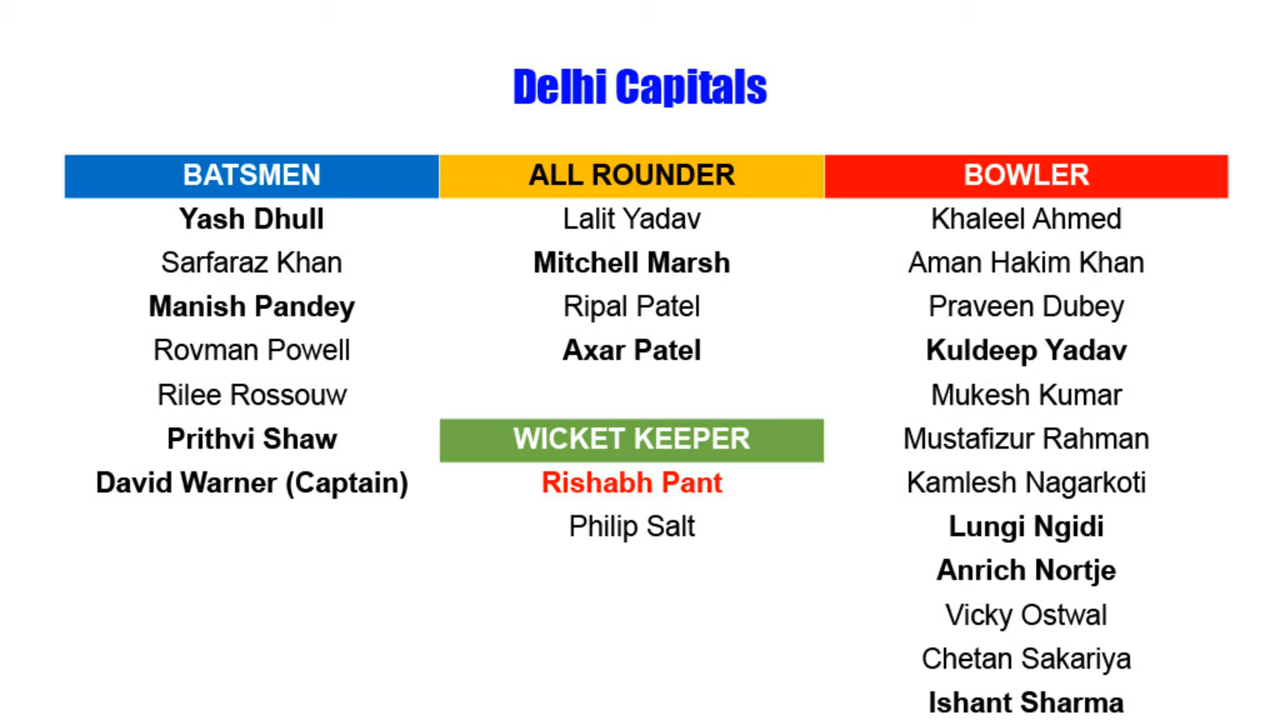 Delhi Capitals
BATSMEN
Yash Dhull
Sarfaraz Khan
Manish Pandey
Rovman Powell
Rilee Rossouw
Prithvi Shaw
David Warner (Captain)
ALL ROUNDER
Lalit Yadav
Mitchell Marsh
Ripal Patel
Axar Patel
WICKET KEEPER
Rishabh Pant
Philip Salt
BOWLER
Khaleel Ahmed
Aman Hakim Khan
Praveen Dubey
Kuldeep Yadav
Mukesh Kumar
Mustafizur Rahman
Kamlesh Nagarkoti
Lungi Ngidi
Anrich Nortje
Vicky Ostwal
Chetan Sakariya
Ishant Sharma